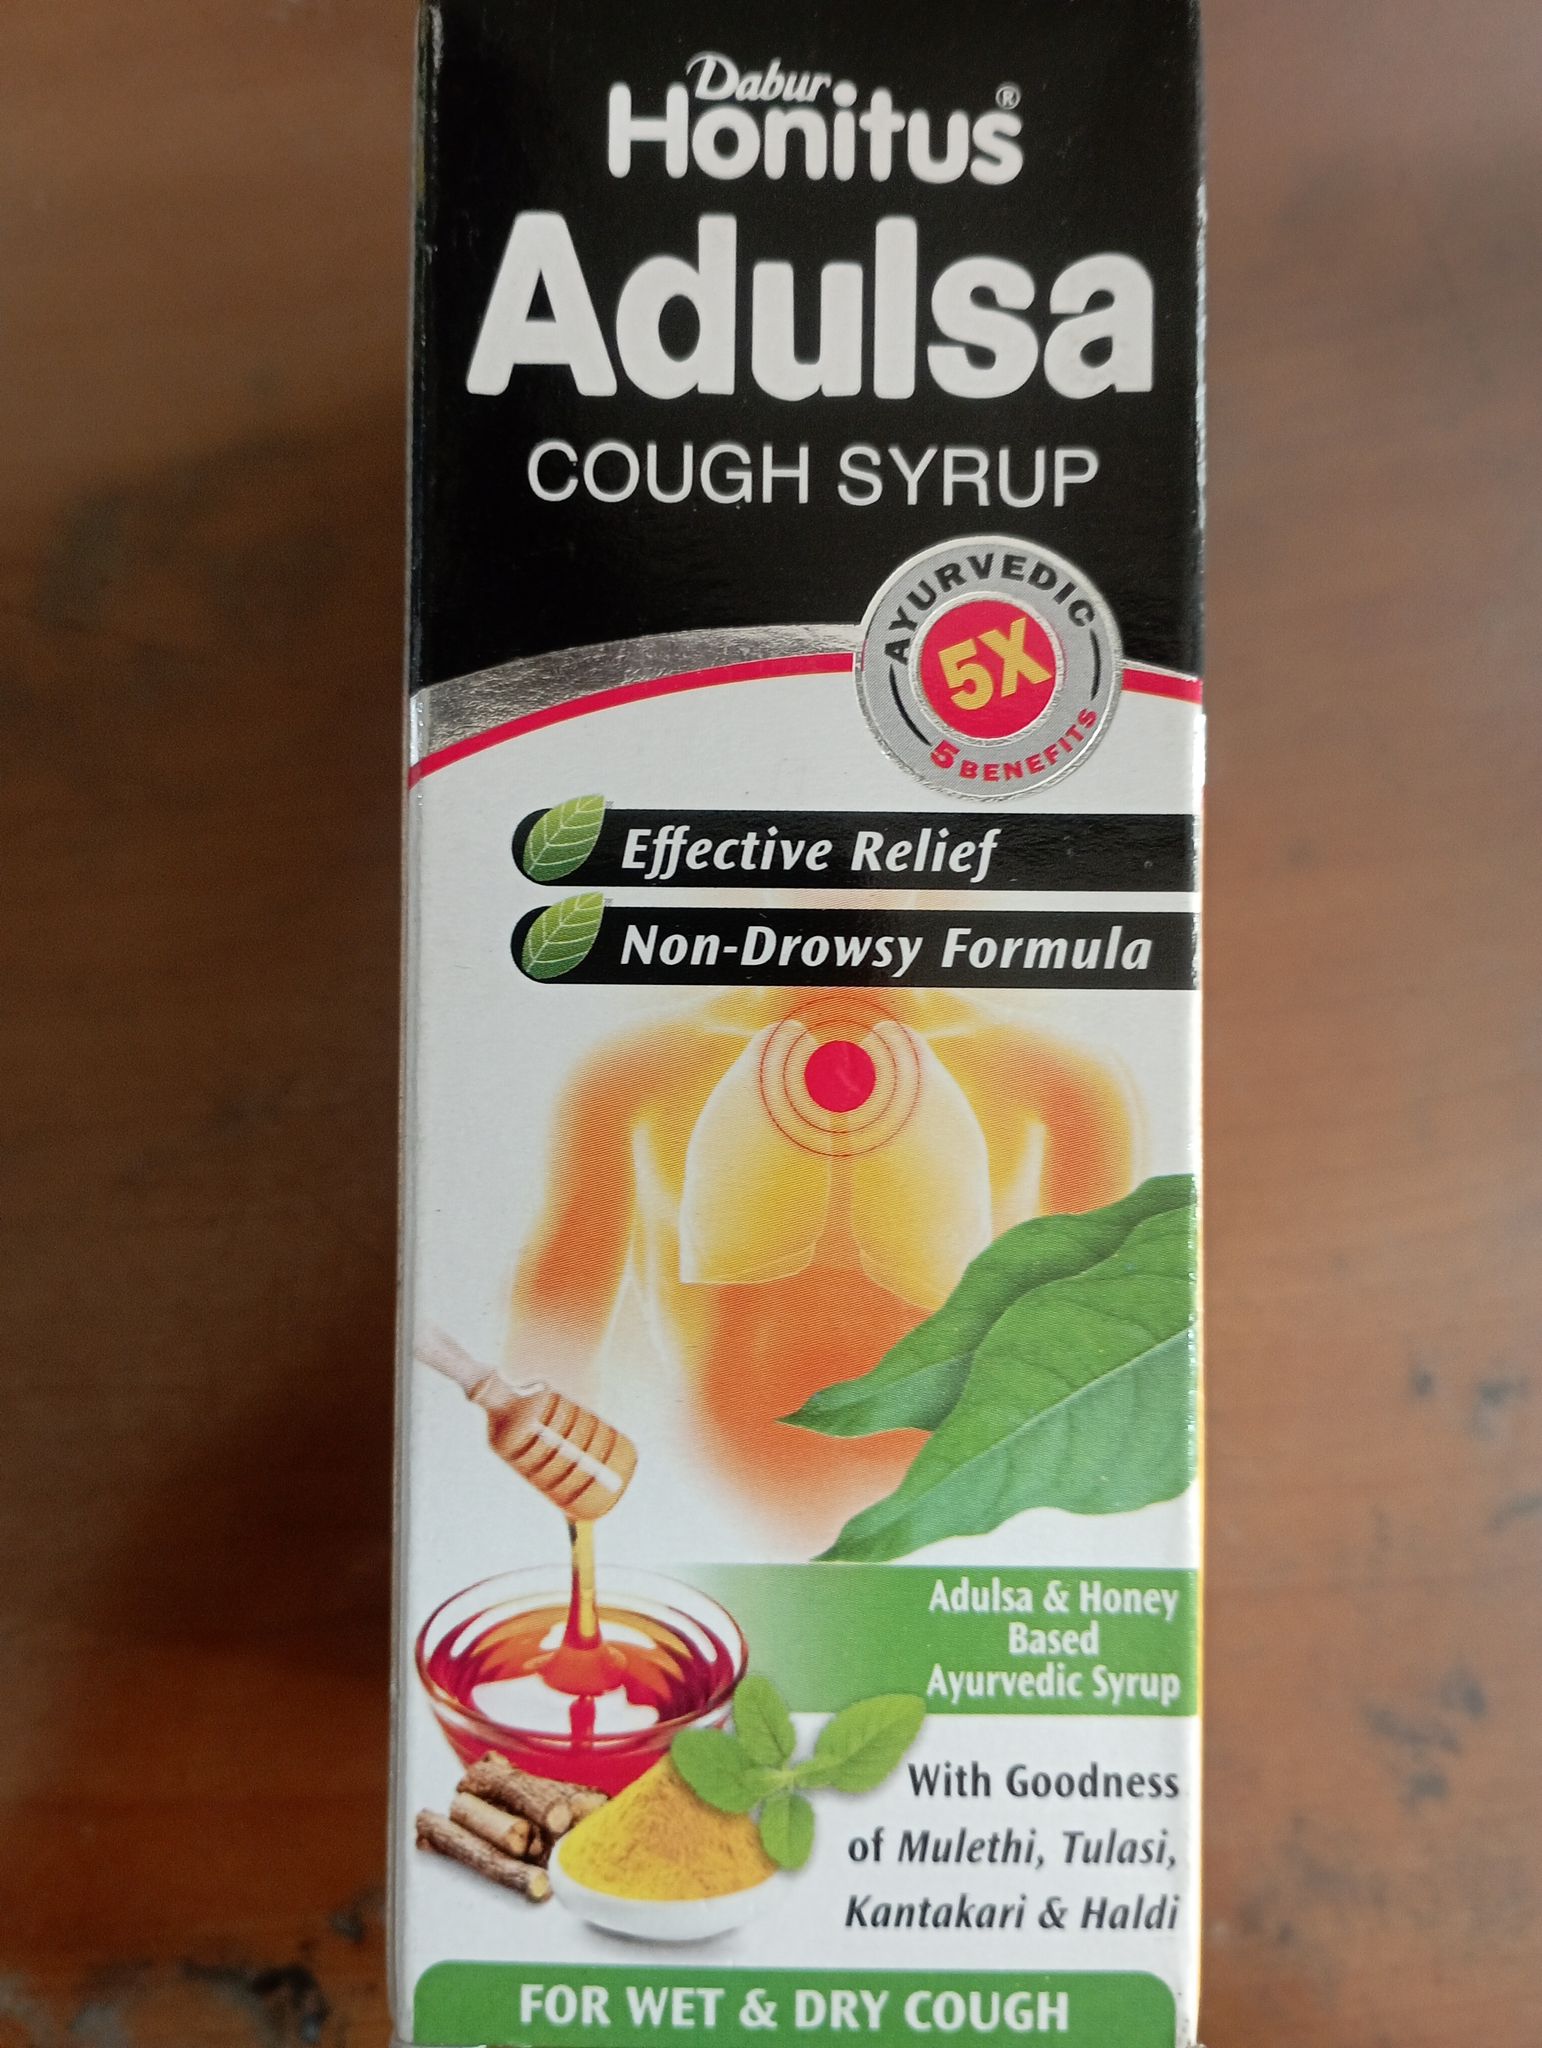 Dabur
Honitus®
Adulsa
COUGH SYRUP
AYURVEDIC
5X
5 BENEFITS
Effective Relief
Non-Drowsy Formula
Adulsa & Honey
Based
Ayurvedic Syrup
With Goodness
of Mulethi, Tulasi,
Kantakari & Haldi
FOR WET & DRY COUGH